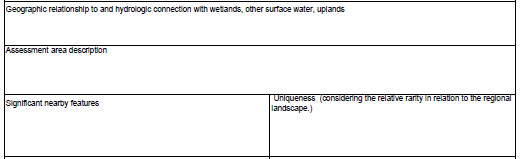 Geographic relationship to and hydrologic connection with wetlands, other surface water, uplands
Assessment area description
Significant nearby features
Uniqueness (considering the relative rarity in relation to the regional
landscape.)